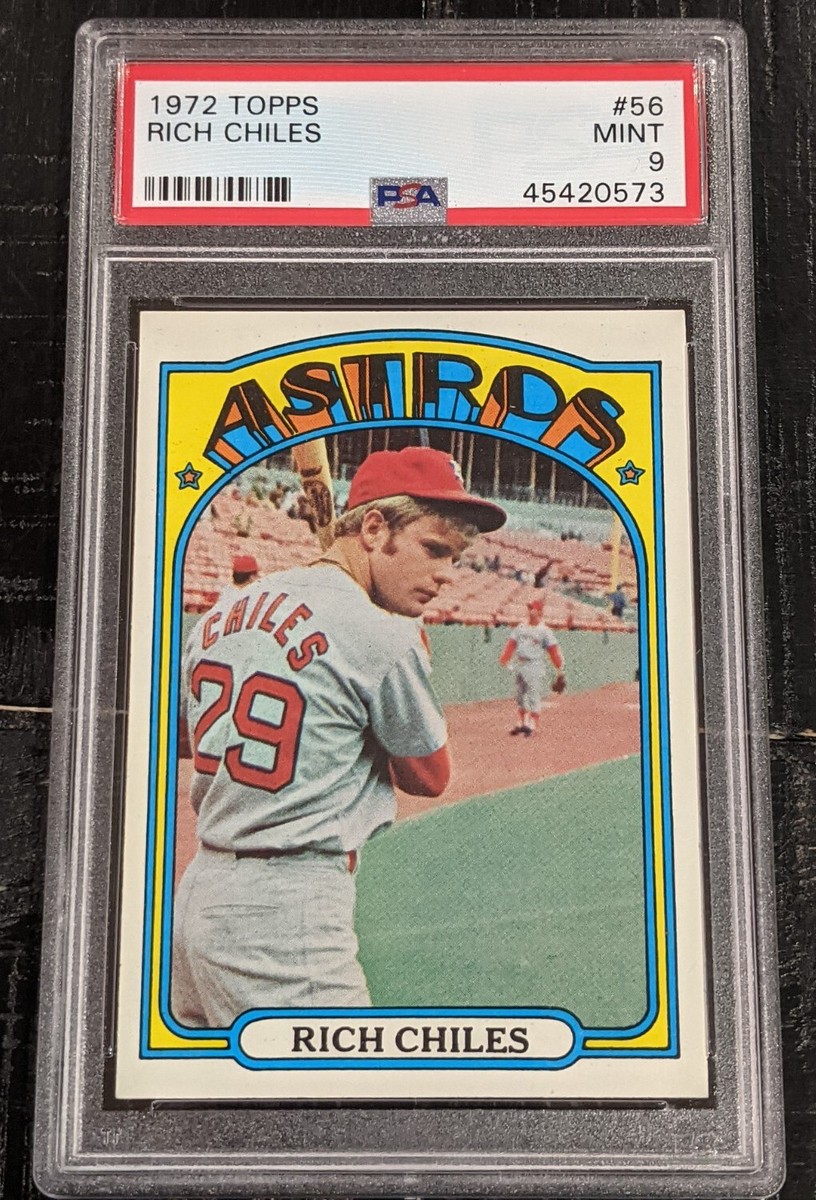 1972 TOPPS #56
RICH CHILES MINT
9
PSA 45420573
ASTROS
CHILES
29
RICH CHILES